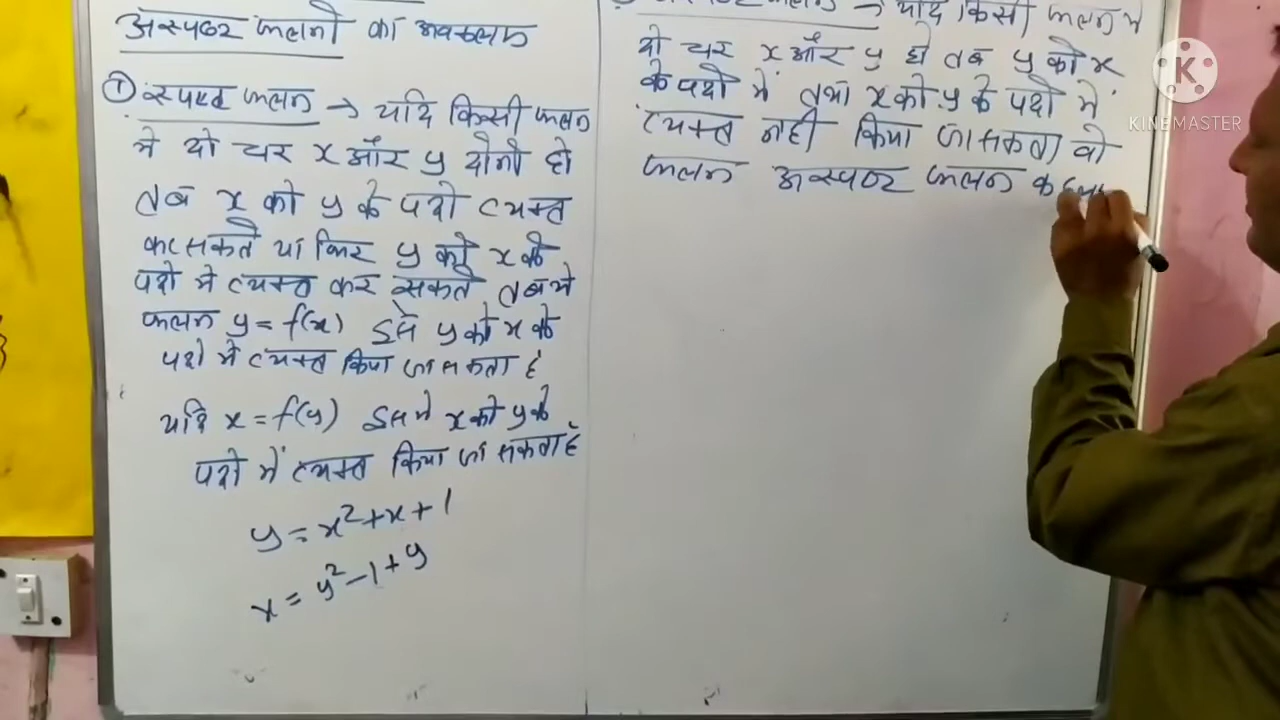 अस्पष्ट फलनो का अवकलन
① स्पष्ट फलन → यदि किसी फलन
मे दो चर x और y दोनो हो
तब x को y के पदो व्यक्त
कर सकते या फिर y को x के
पदो मे व्यक्त कर सकते तब ये
फलन y = f(x) इसे y को x के
पदो मे व्यक्त किया जा सकता है
यदि x = f(y) इसमे x को y के
पदो में व्यक्त किया जा सकता है
y = x² + x + 1
x = y² - 1 + y
→ यदि किसी फलन मे
दो चर x और y हो तब y को x
के पदो में तथा x को y के पदो में
व्यक्त नही किया जा सकता वो
फलन अस्पष्ट फलन
K
KINEMASTER